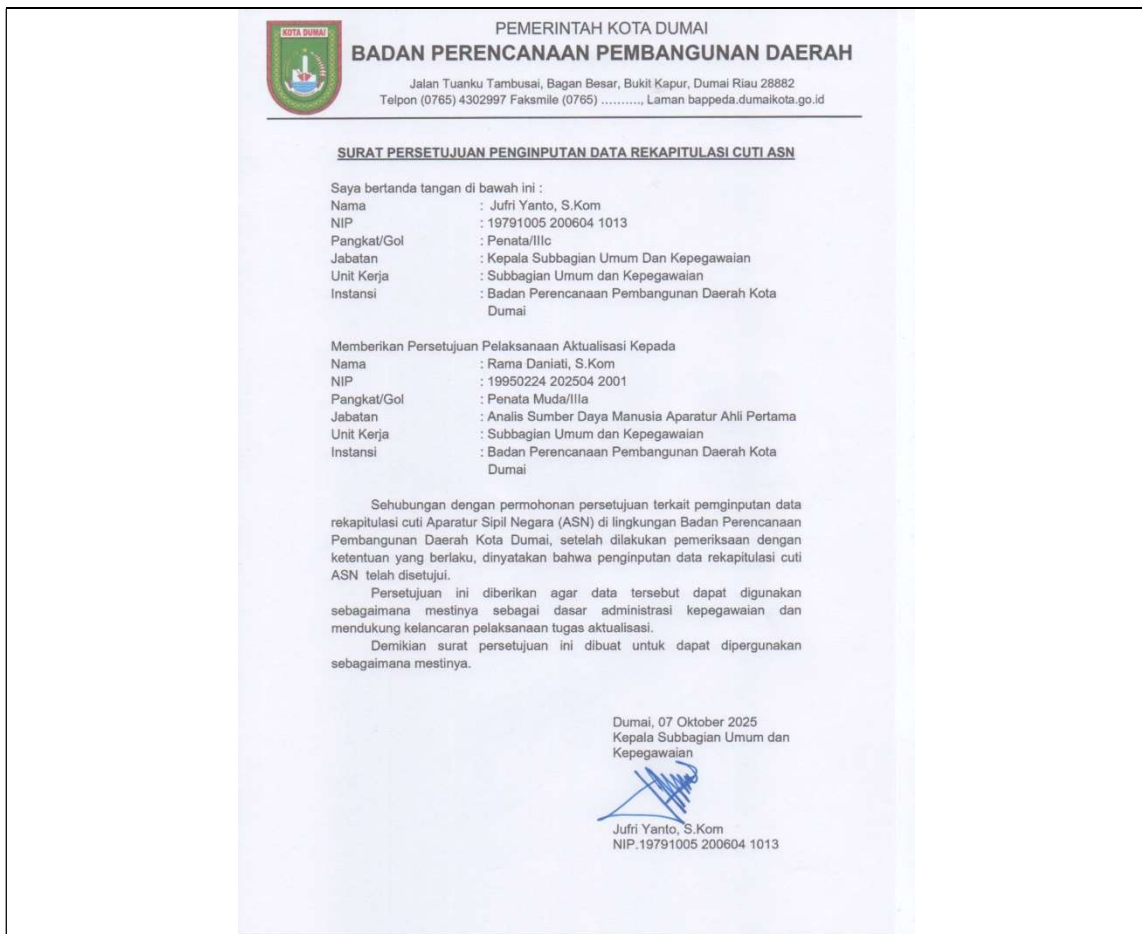 KOTA DUMAI
PEMERINTAH KOTA DUMAI
BADAN PERENCANAAN PEMBANGUNAN DAERAH
Jalan Tuanku Tambusai, Bagan Besar, Bukit Kapur, Dumai Riau 28882
Telpon (0765) 4302997 Faksmile (0765) .........., Laman bappeda.dumaikota.go.id
SURAT PERSETUJUAN PENGINPUTAN DATA REKAPITULASI CUTI ASN
Saya bertanda tangan di bawah ini :
Nama : Jufri Yanto, S.Kom
NIP : 19791005 200604 1013
Pangkat/Gol : Penata/IIIc
Jabatan : Kepala Subbagian Umum Dan Kepegawaian
Unit Kerja : Subbagian Umum dan Kepegawaian
Instansi : Badan Perencanaan Pembangunan Daerah Kota
Dumai
Memberikan Persetujuan Pelaksanaan Aktualisasi Kepada
Nama : Rama Daniati, S.Kom
NIP : 19950224 202504 2001
Pangkat/Gol : Penata Muda/IIIa
Jabatan : Analis Sumber Daya Manusia Aparatur Ahli Pertama
Unit Kerja : Subbagian Umum dan Kepegawaian
Instansi : Badan Perencanaan Pembangunan Daerah Kota
Dumai
Sehubungan dengan permohonan persetujuan terkait pemginputan data
rekapitulasi cuti Aparatur Sipil Negara (ASN) di lingkungan Badan Perencanaan
Pembangunan Daerah Kota Dumai, setelah dilakukan pemeriksaan dengan
ketentuan yang berlaku, dinyatakan bahwa penginputan data rekapitulasi cuti
ASN telah disetujui.
Persetujuan ini diberikan agar data tersebut dapat digunakan
sebagaimana mestinya sebagai dasar administrasi kepegawaian dan
mendukung kelancaran pelaksanaan tugas aktualisasi.
Demikian surat persetujuan ini dibuat untuk dapat dipergunakan
sebagaimana mestinya.
Dumai, 07 Oktober 2025
Kepala Subbagian Umum dan
Kepegawaian
Jufri Yanto, S.Kom
NIP.19791005 200604 1013